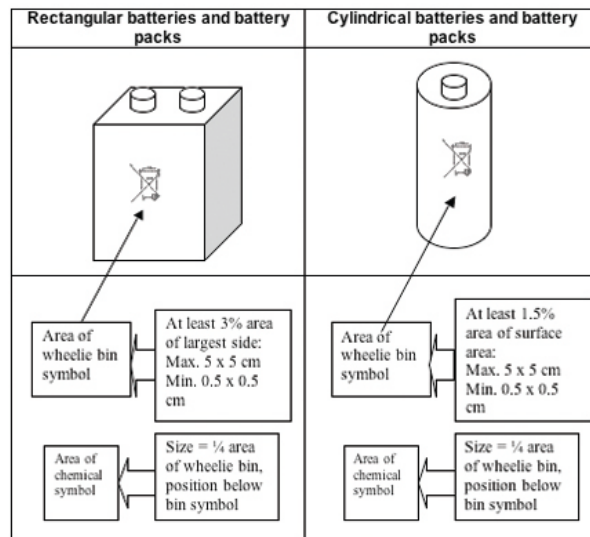 Rectangular batteries and battery
packs
Cylindrical batteries and battery
packs
Area of
wheelie bin
symbol
At least 3% area
of largest side:
Max. 5 x 5 cm
Min. 0.5 x 0.5
cm
Area of
wheelie bin
symbol
At least 1.5%
area of surface
area:
Max. 5 x 5 cm
Min. 0.5 x 0.5
cm
Area of
chemical
symbol
Size = ¼ area
of wheelie bin,
position below
bin symbol
Area of
chemical
symbol
Size = ¼ area
of wheelie bin,
position below
bin symbol